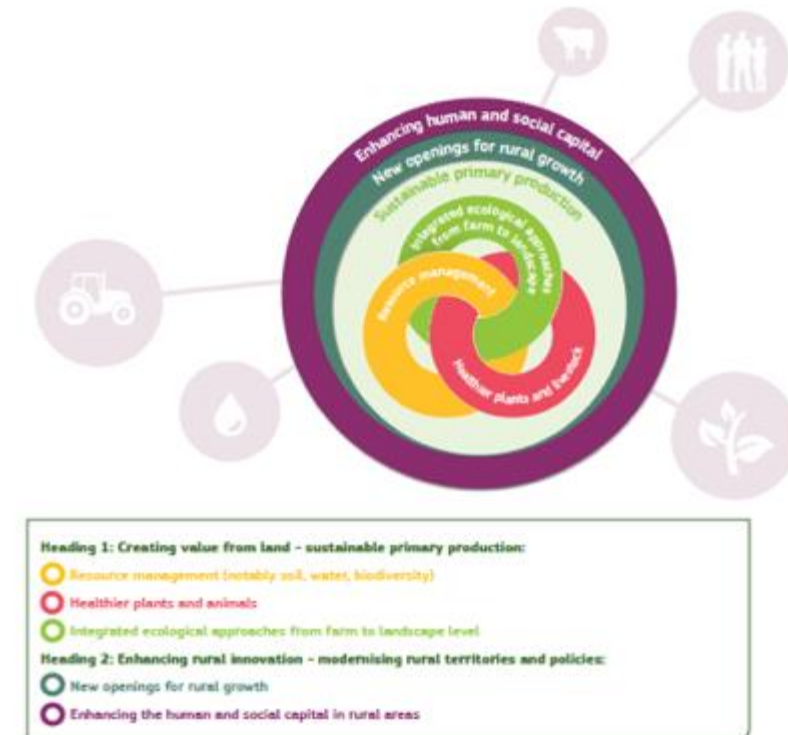 Enhancing human and social capital
New openings for rural growth
Sustainable primary production
Integrated ecological approaches
from farm to landscape
Resource management
Healthier plants and livestock
Heading 1: Creating value from land – sustainable primary production:
Resource management (notably soil, water, biodiversity)
Healthier plants and animals
Integrated ecological approaches from farm to landscape level
Heading 2: Enhancing rural innovation – modernising rural territories and policies:
New openings for rural growth
Enhancing the human and social capital in rural areas